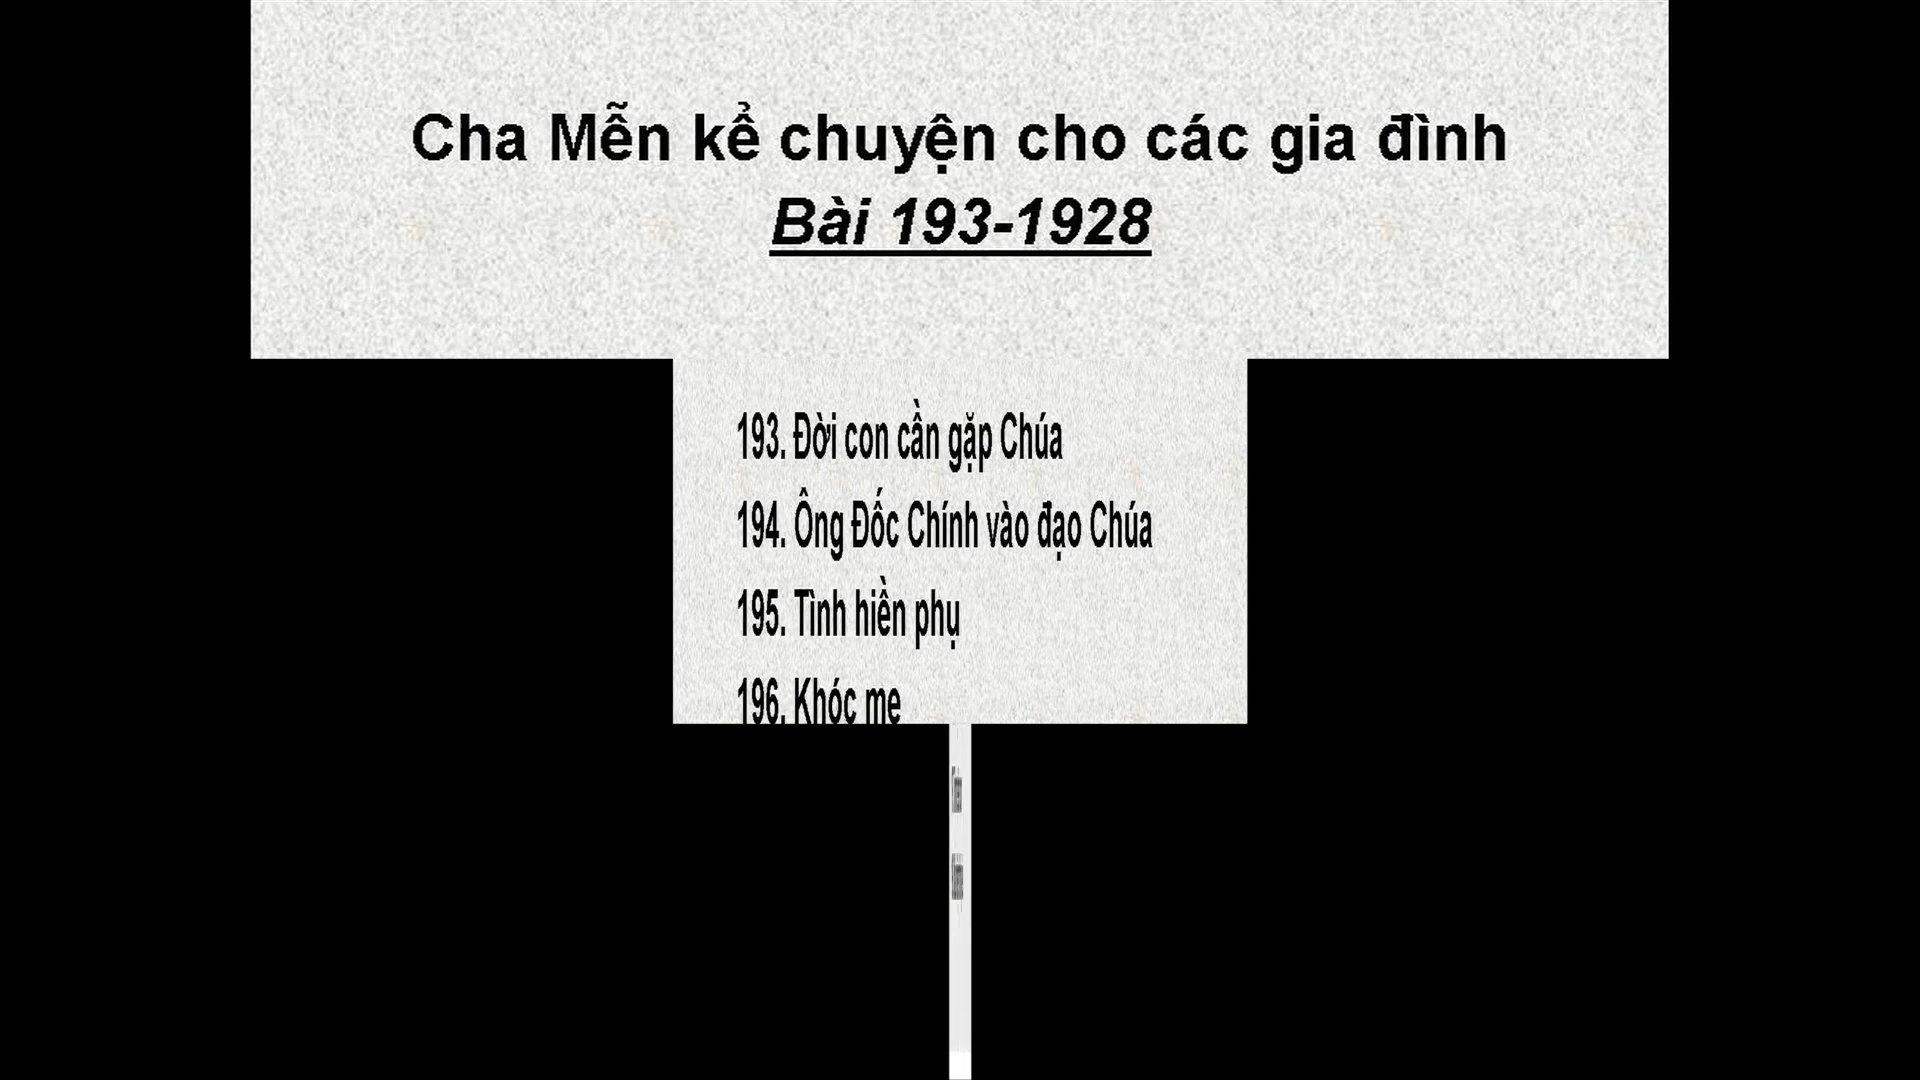 Cha Mễn kể chuyện cho các gia đình
Bài 193-1928
193. Đời con cần gặp Chúa
194. Ông Đốc Chính vào đạo Chúa
195. Tình hiền phụ
196. Khóc mẹ